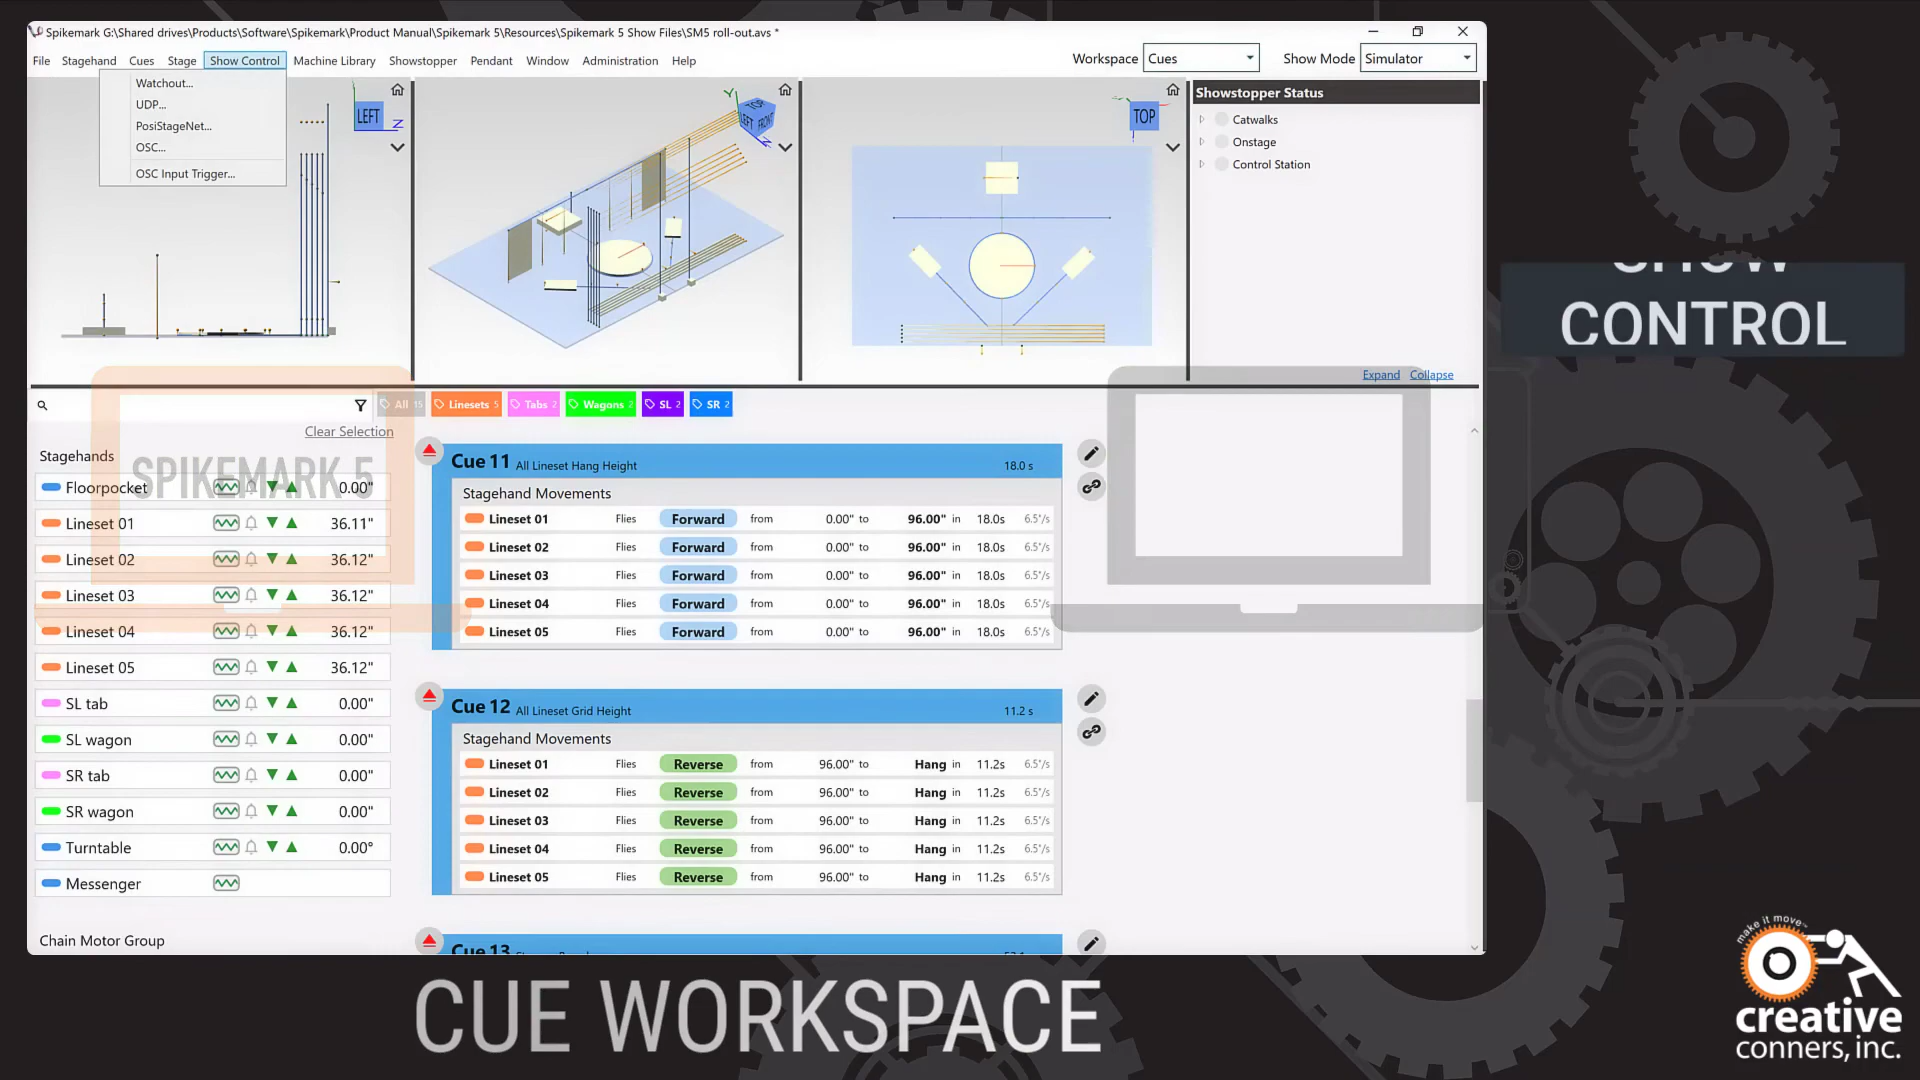 Spikemark G:\Shared drives\Products\Software\Spikemark\Product Manual\Spikemark 5\Resources\Spikemark 5 Show Files\SM5 roll-out.avs *
File Stagehand Cues Stage Show Control Machine Library Showstopper Pendant Window Administration Help
Workspace Cues Show Mode Simulator
Watchout...
UDP...
PosiStageNet...
OSC...
OSC Input Trigger...
LEFT
Z
Y
TOP
LEFT FRONT
Z
TOP
Showstopper Status
Catwalks
Onstage
Control Station
Expand Collapse
SHOW
CONTROL
All 15 Linesets 5 Tabs 2 Wagons 2 SL 2 SR 2
Clear Selection
Stagehands
SPIKEMARK 5
Floorpocket 0.00"
Lineset 01 36.11"
Lineset 02 36.12"
Lineset 03 36.12"
Lineset 04 36.12"
Lineset 05 36.12"
SL tab 0.00"
SL wagon 0.00"
SR tab 0.00"
SR wagon 0.00"
Turntable 0.00°
Messenger
Chain Motor Group
Cue 11 All Lineset Hang Height 18.0 s
Stagehand Movements
Lineset 01 Flies Forward from 0.00" to 96.00" in 18.0s 6.5"/s
Lineset 02 Flies Forward from 0.00" to 96.00" in 18.0s 6.5"/s
Lineset 03 Flies Forward from 0.00" to 96.00" in 18.0s 6.5"/s
Lineset 04 Flies Forward from 0.00" to 96.00" in 18.0s 6.5"/s
Lineset 05 Flies Forward from 0.00" to 96.00" in 18.0s 6.5"/s
Cue 12 All Lineset Grid Height 11.2 s
Stagehand Movements
Lineset 01 Flies Reverse from 96.00" to Hang in 11.2s 6.5"/s
Lineset 02 Flies Reverse from 96.00" to Hang in 11.2s 6.5"/s
Lineset 03 Flies Reverse from 96.00" to Hang in 11.2s 6.5"/s
Lineset 04 Flies Reverse from 96.00" to Hang in 11.2s 6.5"/s
Lineset 05 Flies Reverse from 96.00" to Hang in 11.2s 6.5"/s
Cue 13
CUE WORKSPACE
make it move™
creative
conners, inc.